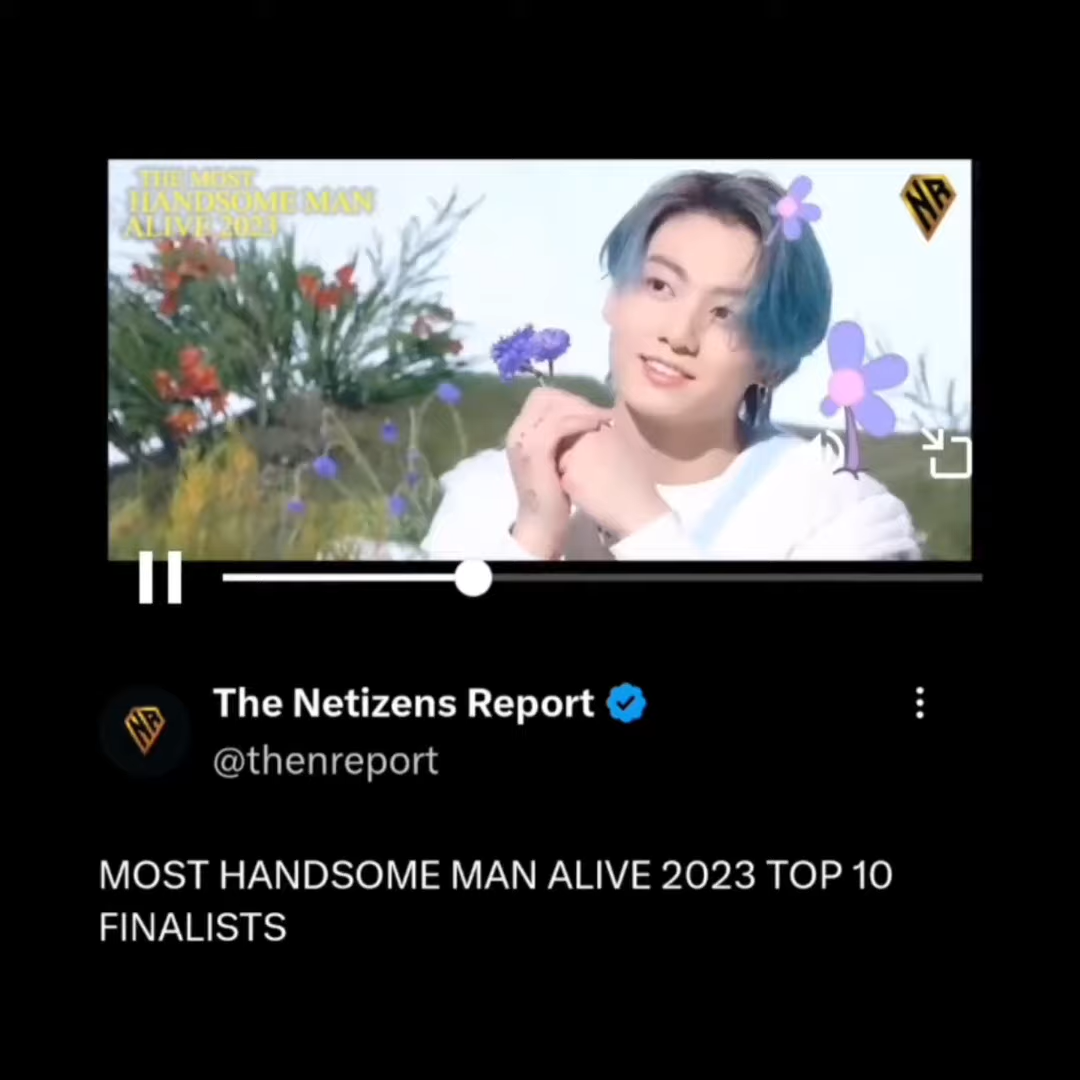 THE MOST
HANDSOME MAN
ALIVE 2023
NR
The Netizens Report
NR
@thenreport
MOST HANDSOME MAN ALIVE 2023 TOP 10
FINALISTS